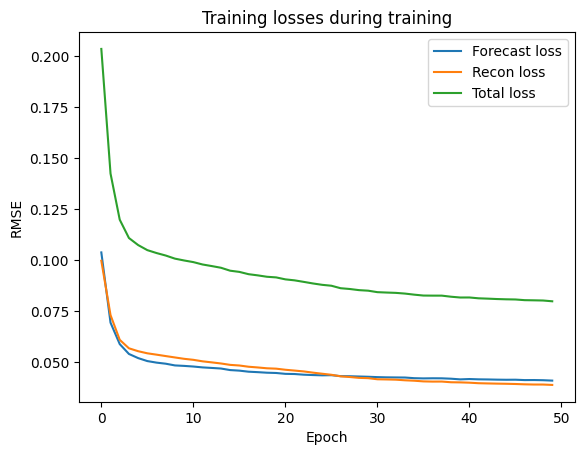 Training losses during training
Forecast loss
Recon loss
Total loss
0.200
0.175
0.150
0.125
0.100
0.075
0.050
RMSE
0 10 20 30 40 50
Epoch